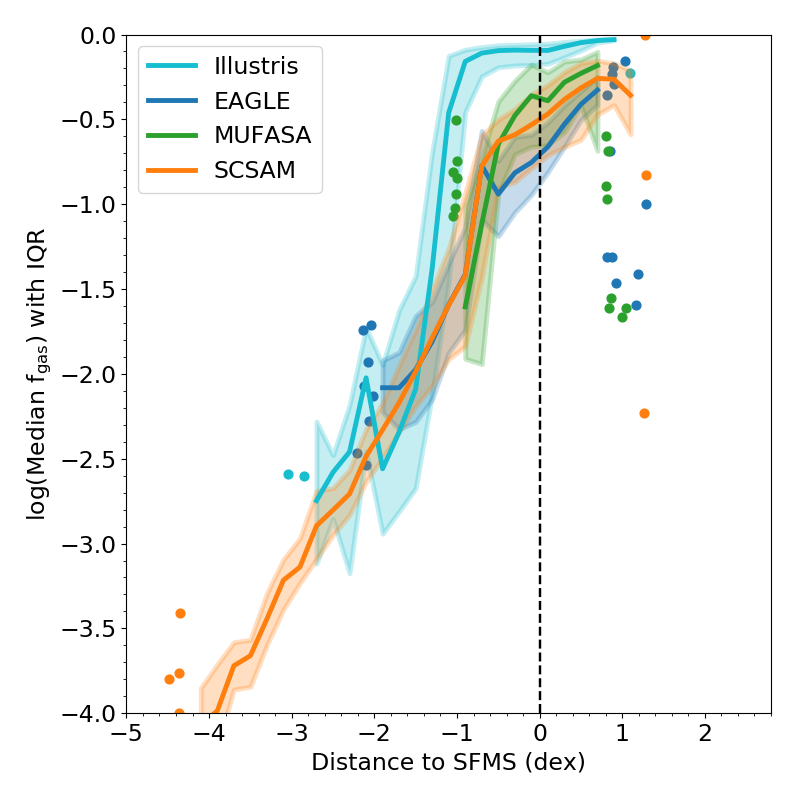 0.0
−0.5
−1.0
−1.5
−2.0
−2.5
−3.0
−3.5
−4.0
log(Median f_gas) with IQR
Illustris
EAGLE
MUFASA
SCSAM
−5 −4 −3 −2 −1 0 1 2
Distance to SFMS (dex)